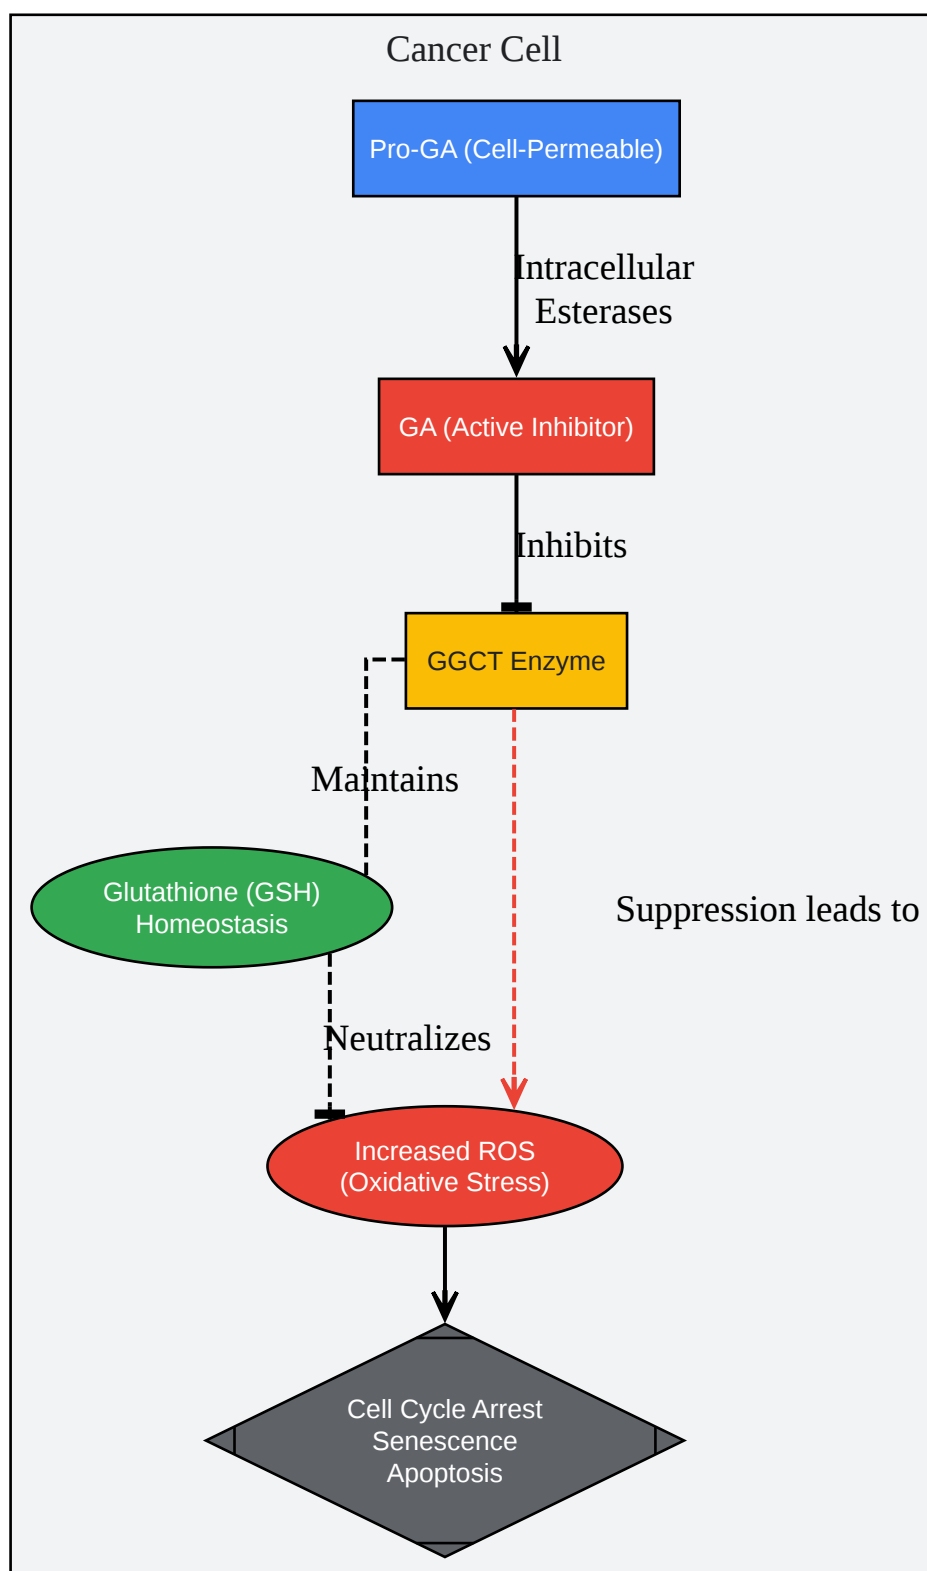 Cancer Cell
Pro-GA (Cell-Permeable)
Intracellular
Esterases
GA (Active Inhibitor)
Inhibits
GGCT Enzyme
Maintains
Glutathione (GSH)
Homeostasis
Suppression leads to
Neutralizes
Increased ROS
(Oxidative Stress)
Cell Cycle Arrest
Senescence
Apoptosis